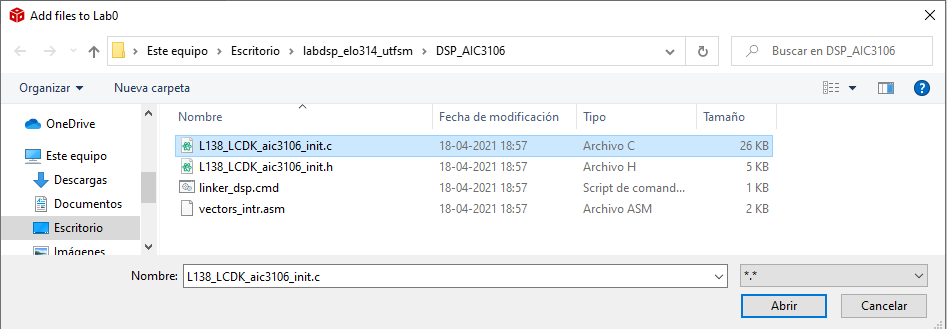 Add files to Lab0
Este equipo > Escritorio > labdsp_elo314_utfsm > DSP_AIC3106
Buscar en DSP_AIC3106
Organizar Nueva carpeta
OneDrive
Este equipo
Descargas
Documentos
Escritorio
Imágenes
Nombre Fecha de modificación Tipo Tamaño
L138_LCDK_aic3106_init.c 18-04-2021 18:57 Archivo C 26 KB
L138_LCDK_aic3106_init.h 18-04-2021 18:57 Archivo H 5 KB
linker_dsp.cmd 18-04-2021 18:57 Script de comand... 1 KB
vectors_intr.asm 18-04-2021 18:57 Archivo ASM 2 KB
Nombre: L138_LCDK_aic3106_init.c *.*
Abrir Cancelar